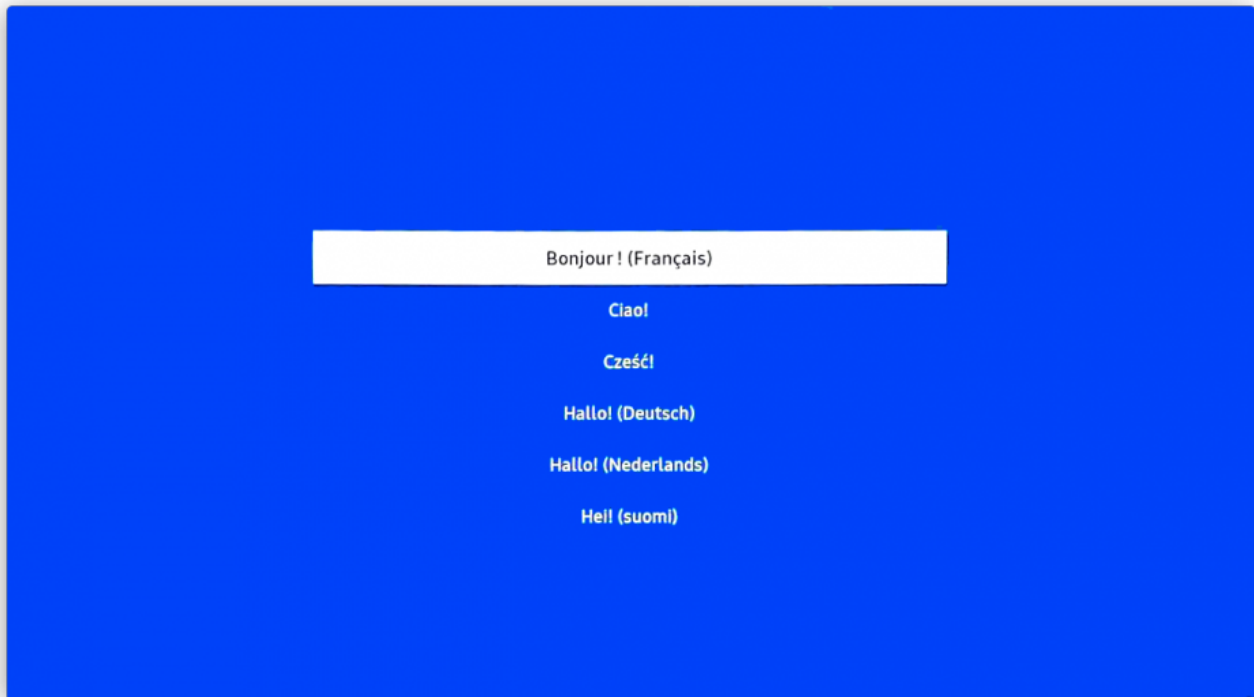 Bonjour ! (Français)
Ciao!
Cześć!
Hallo! (Deutsch)
Hallo! (Nederlands)
Hei! (suomi)